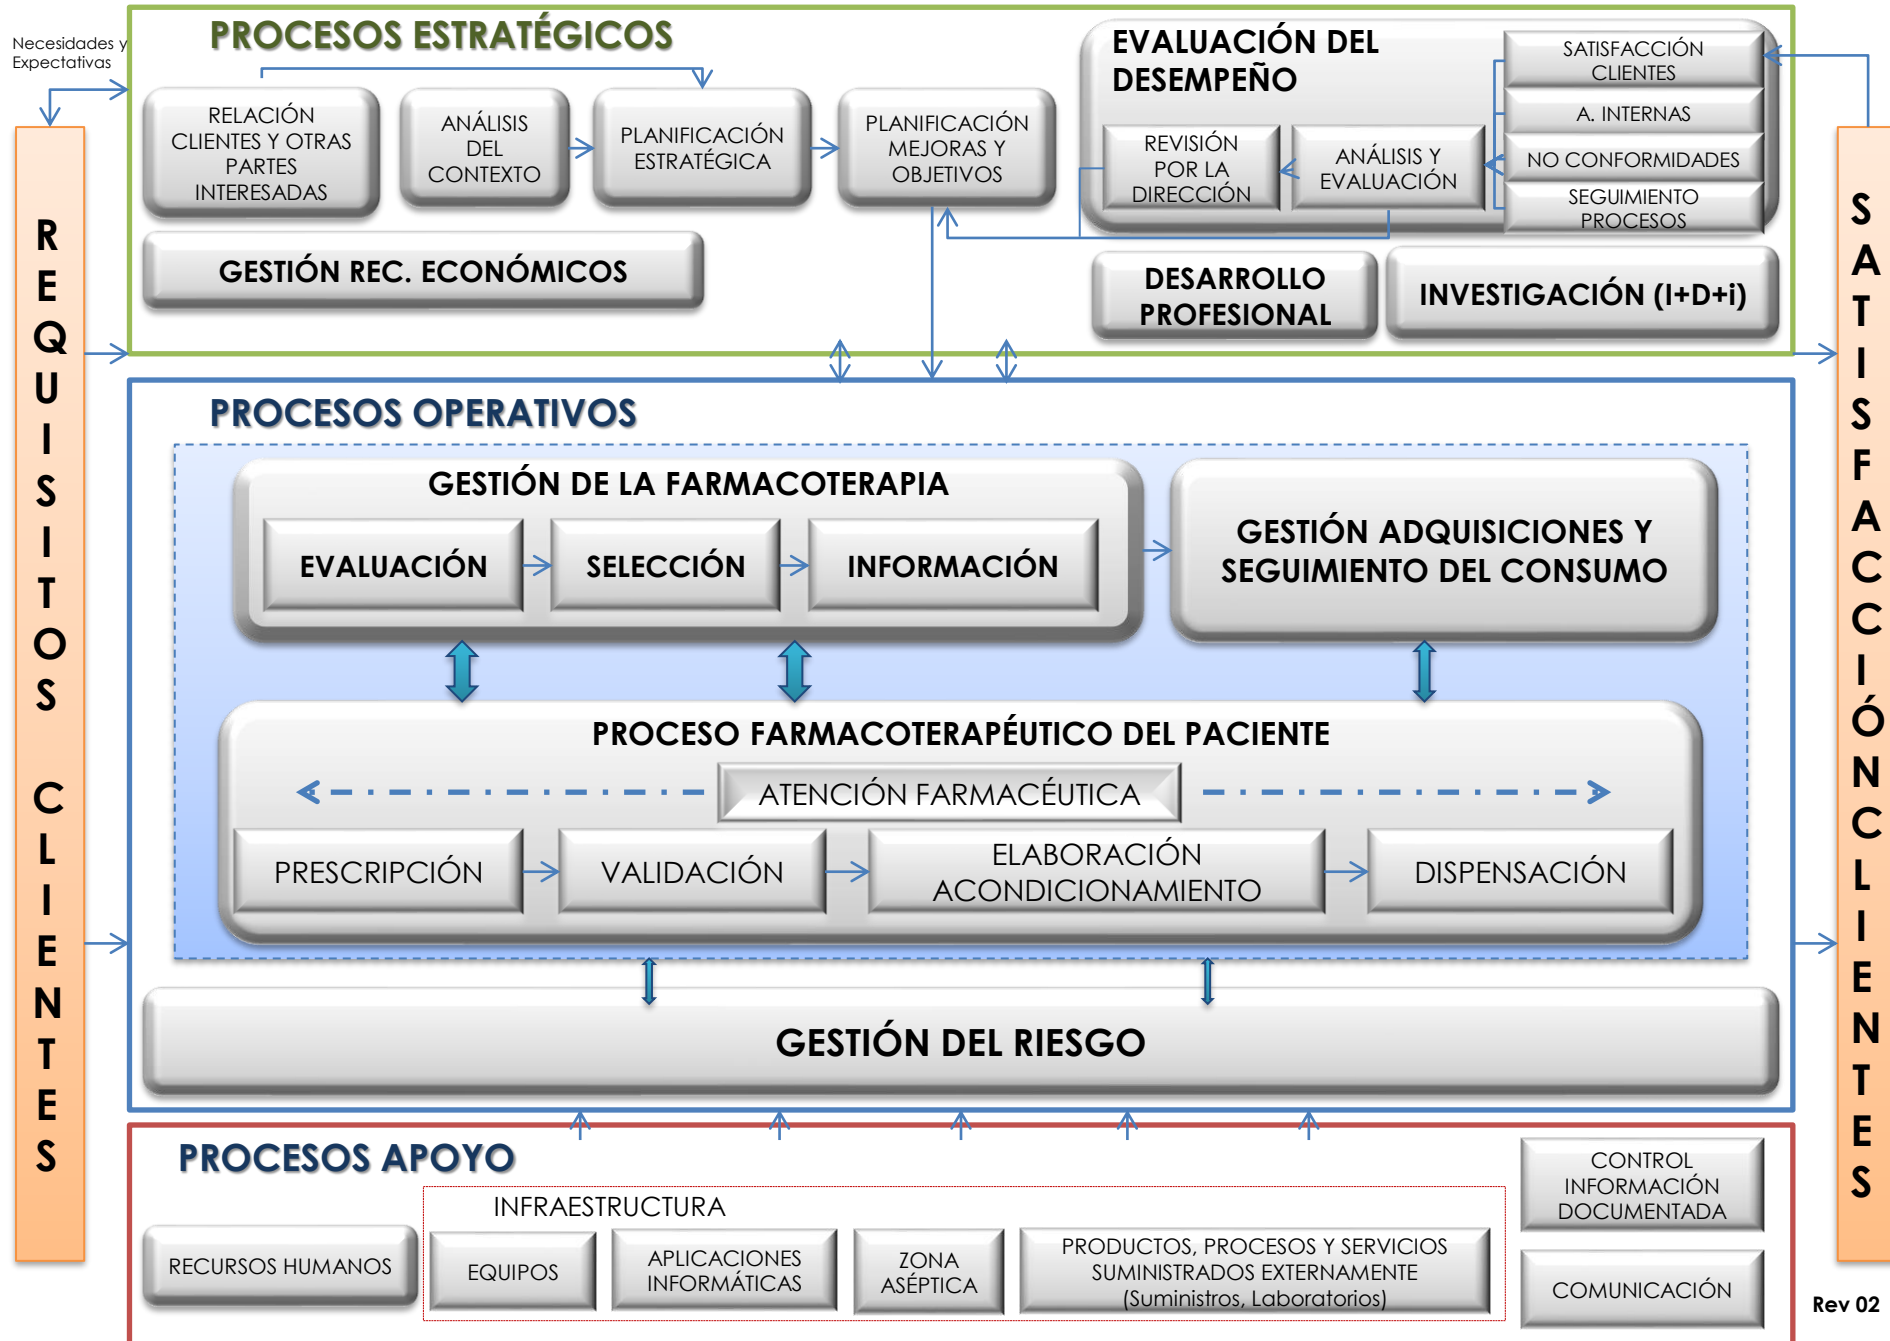 Necesidades y
Expectativas
PROCESOS ESTRATÉGICOS
RELACIÓN
CLIENTES Y OTRAS
PARTES
INTERESADAS
ANÁLISIS
DEL
CONTEXTO
PLANIFICACIÓN
ESTRATÉGICA
PLANIFICACIÓN
MEJORAS Y
OBJETIVOS
EVALUACIÓN DEL
DESEMPEÑO
REVISIÓN
POR LA
DIRECCIÓN
ANÁLISIS Y
EVALUACIÓN
SATISFACCIÓN
CLIENTES
A. INTERNAS
NO CONFORMIDADES
SEGUIMIENTO
PROCESOS
GESTIÓN REC. ECONÓMICOS
DESARROLLO
PROFESIONAL
INVESTIGACIÓN (I+D+i)
REQUISITOS CLIENTES
PROCESOS OPERATIVOS
GESTIÓN DE LA FARMACOTERAPIA
EVALUACIÓN
SELECCIÓN
INFORMACIÓN
GESTIÓN ADQUISICIONES Y
SEGUIMIENTO DEL CONSUMO
PROCESO FARMACOTERAPÉUTICO DEL PACIENTE
ATENCIÓN FARMACÉUTICA
PRESCRIPCIÓN
VALIDACIÓN
ELABORACIÓN
ACONDICIONAMIENTO
DISPENSACIÓN
GESTIÓN DEL RIESGO
SATISFACCIÓN CLIENTES
PROCESOS APOYO
RECURSOS HUMANOS
INFRAESTRUCTURA
EQUIPOS
APLICACIONES
INFORMÁTICAS
ZONA
ASÉPTICA
PRODUCTOS, PROCESOS Y SERVICIOS
SUMINISTRADOS EXTERNAMENTE
(Suministros, Laboratorios)
CONTROL
INFORMACIÓN
DOCUMENTADA
COMUNICACIÓN
Rev 02